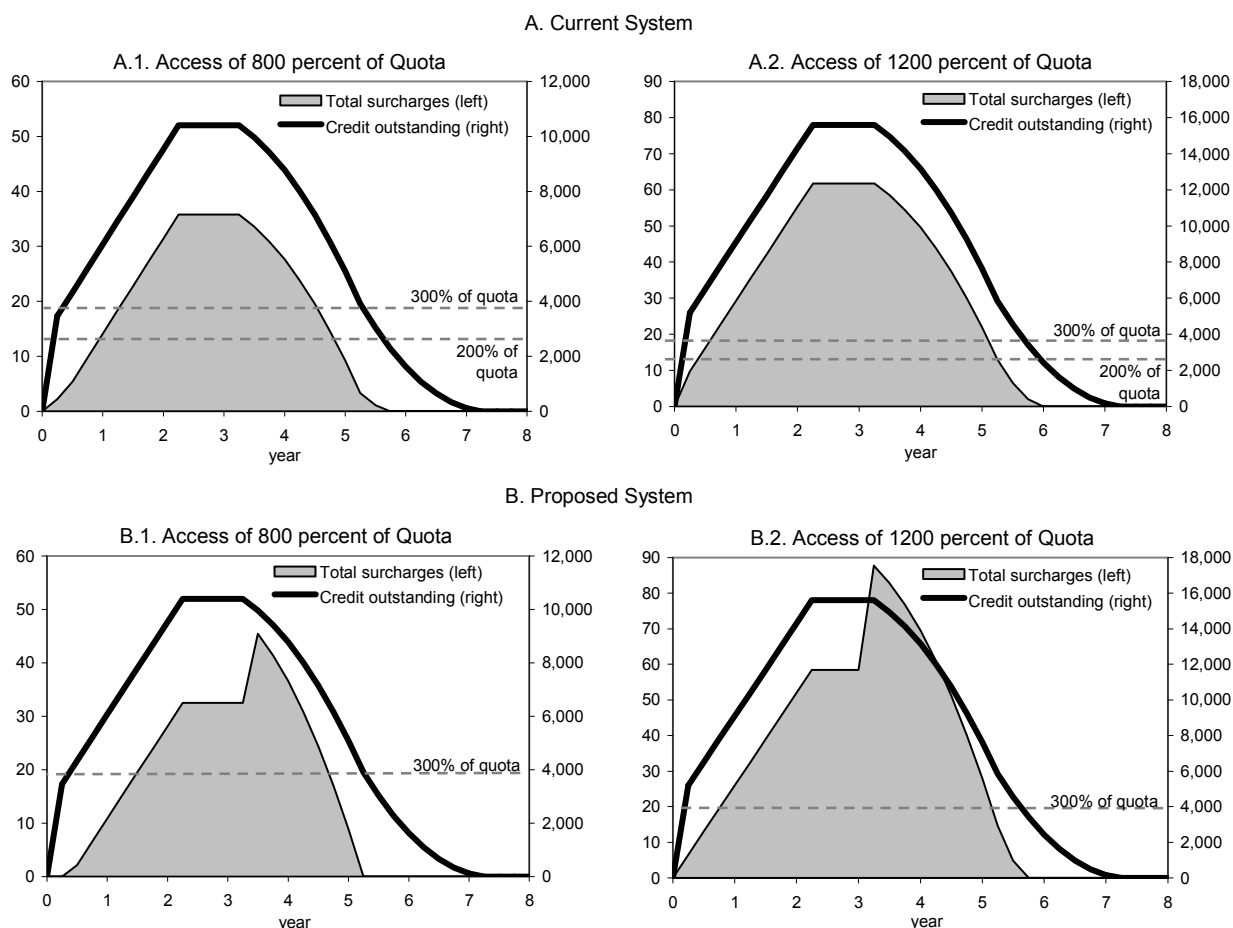 A. Current System
A.1. Access of 800 percent of Quota
60
50
40
30
20
10
0
12,000
10,000
8,000
6,000
4,000
2,000
0
Total surcharges (left)
Credit outstanding (right)
300% of quota
200% of
quota
0 1 2 3 4 5 6 7 8
year
A.2. Access of 1200 percent of Quota
90
80
70
60
50
40
30
20
10
0
18,000
16,000
14,000
12,000
10,000
8,000
6,000
4,000
2,000
0
Total surcharges (left)
Credit outstanding (right)
300% of quota
200% of
quota
0 1 2 3 4 5 6 7 8
year
B. Proposed System
B.1. Access of 800 percent of Quota
60
50
40
30
20
10
0
12,000
10,000
8,000
6,000
4,000
2,000
0
Total surcharges (left)
Credit outstanding (right)
300% of quota
0 1 2 3 4 5 6 7 8
year
B.2. Access of 1200 percent of Quota
90
80
70
60
50
40
30
20
10
0
18,000
16,000
14,000
12,000
10,000
8,000
6,000
4,000
2,000
0
Total surcharges (left)
Credit outstanding (right)
300% of quota
0 1 2 3 4 5 6 7 8
year